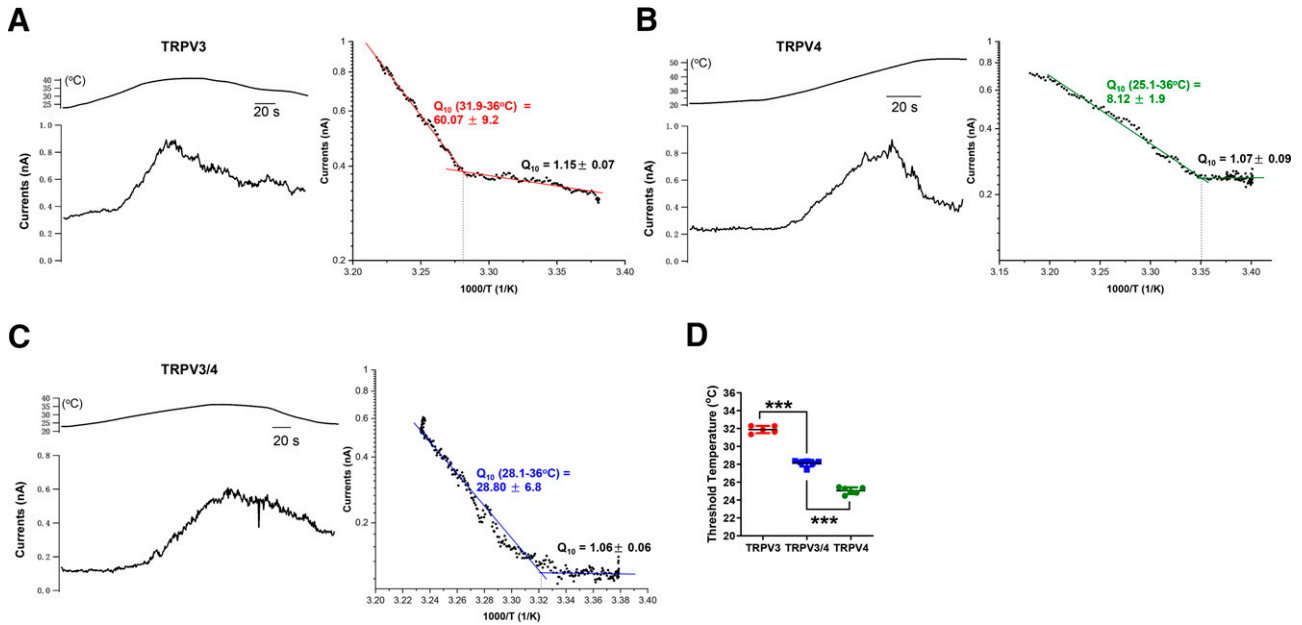 A
TRPV3
(°C)
40
35
30
25
20 s
1.0
0.8
0.6
0.4
0.2
0.0
Currents (nA)
1
0.8
0.6
0.4
0.2
Currents (nA)
Q10 (31.9-36°C) =
60.07 ± 9.2
Q10 = 1.15± 0.07
3.20 3.25 3.30 3.35 3.40
1000/T (1/K)
B
TRPV4
(°C)
50
40
30
20
20 s
1.0
0.8
0.6
0.4
0.2
0.0
Currents (nA)
1
0.8
0.6
0.4
0.2
Currents (nA)
Q10 (25.1-36°C) =
8.12 ± 1.9
Q10 = 1.07± 0.09
3.15 3.20 3.25 3.30 3.35 3.40
1000/T (1/K)
C
TRPV3/4
(°C)
40
35
30
25
20
20 s
0.8
0.6
0.4
0.2
0.0
Currents (nA)
1
0.8
0.6
0.4
0.2
Currents (nA)
Q10 (28.1-36°C) =
28.80 ± 6.8
Q10 = 1.06± 0.06
3.20 3.22 3.24 3.26 3.28 3.30 3.32 3.34 3.36 3.38 3.40
1000/T (1/K)
D
36
34
32
30
28
26
24
22
20
Threshold Temperature (°C)
***
***
TRPV3 TRPV3/4 TRPV4